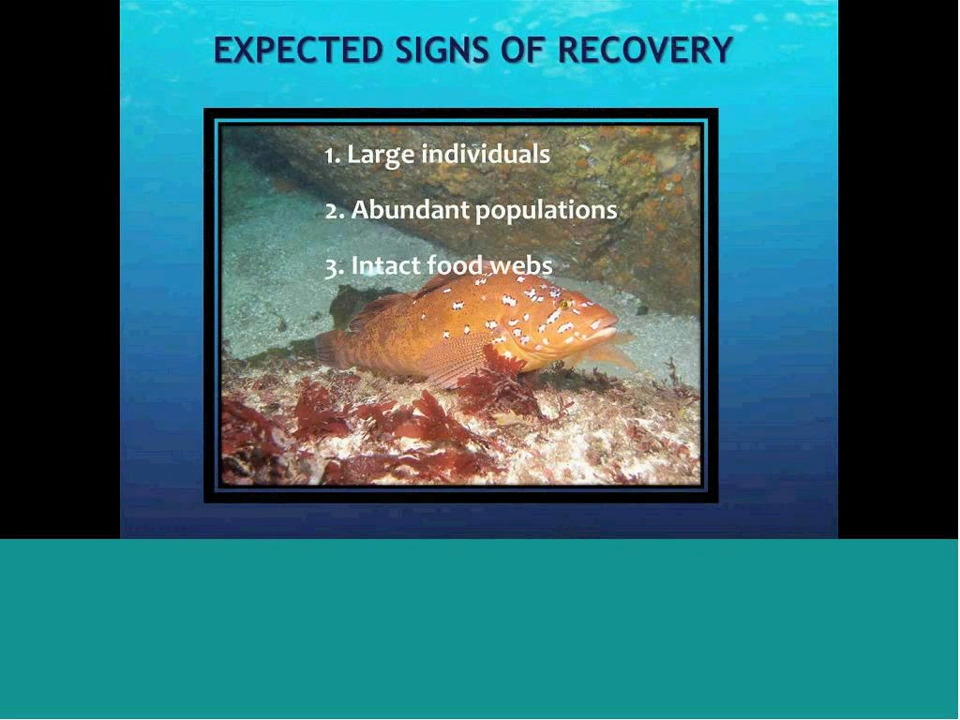 EXPECTED SIGNS OF RECOVERY
1. Large individuals
2. Abundant populations
3. Intact food webs